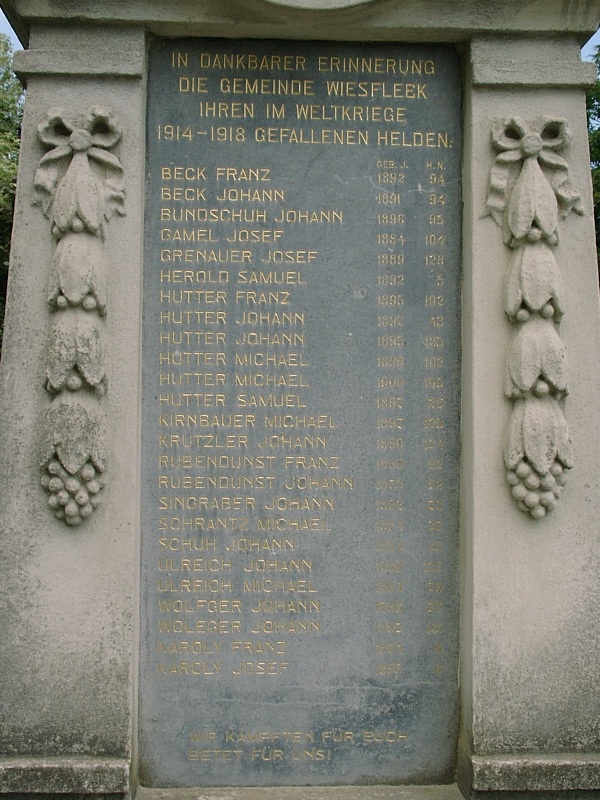 IN DANKBARER ERINNERUNG
DIE GEMEINDE WIESFLECK
IHREN IM WELTKRIEGE
1914-1918 GEFALLENEN HELDEN:
GEB. J. H.N.
BECK FRANZ 1892 94
BECK JOHANN 1891 94
BUNDSCHUH JOHANN 1896 95
GAMEL JOSEF 1884 104
GRENAUER JOSEF 1889 128
HEROLD SAMUEL 1892 5
HUTTER FRANZ 1895 102
HUTTER JOHANN
HUTTER JOHANN
HUTTER MICHAEL
HUTTER MICHAEL
HUTTER SAMUEL
KIRNBAUER MICHAEL
KRUTZLER JOHANN
RUBENDUNST FRANZ
RUBENDUNST JOHANN
SINGRABER JOHANN
SCHRANTZ MICHAEL
SCHUH JOHANN
ULREICH JOHANN
ULREICH MICHAEL
WOLFGER JOHANN
WOLFGER JOHANN
KAROLY FRANZ
KAROLY JOSEF
WIR KÄMPFTEN FÜR EUCH
BETET FÜR UNS!